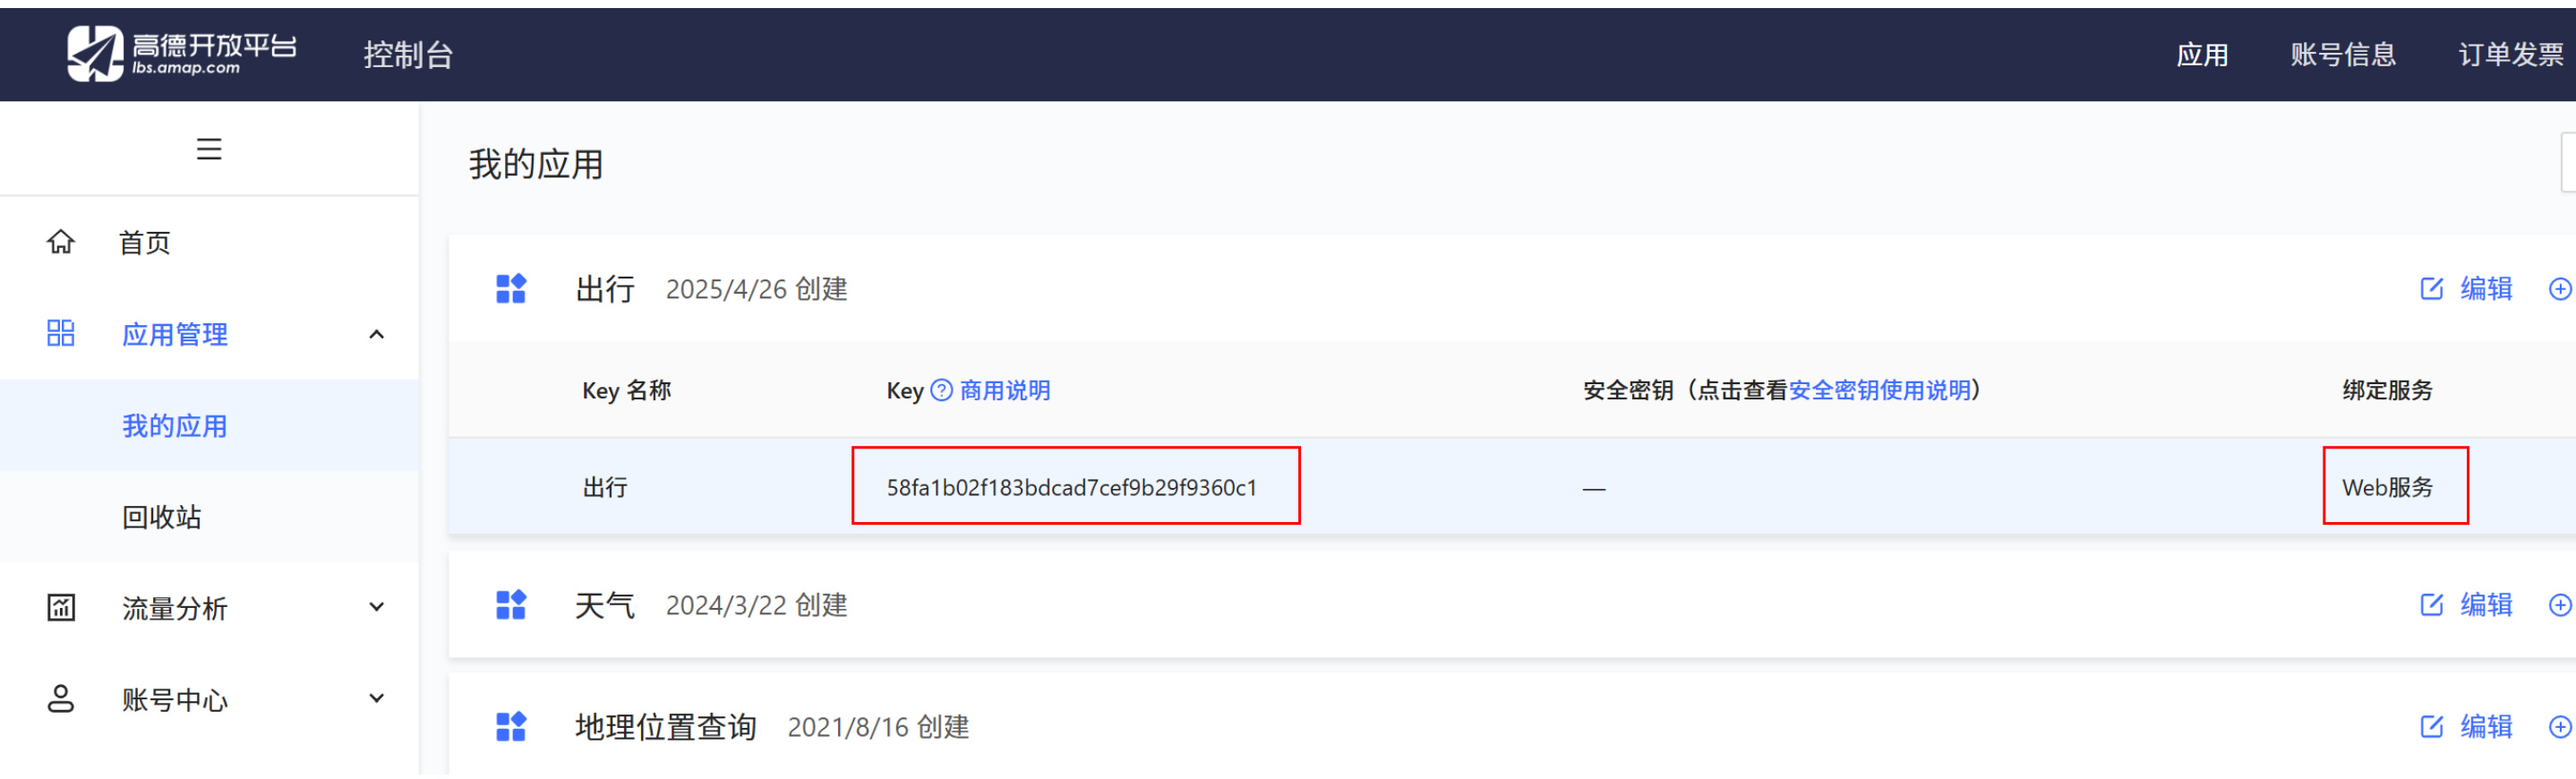 高德开放平台
lbs.amap.com
控制台
应用 账号信息 订单发票
我的应用
首页
应用管理
我的应用
回收站
流量分析
账号中心
出行 2025/4/26 创建 编辑
Key 名称 Key 商用说明 安全密钥（点击查看安全密钥使用说明） 绑定服务
出行 58fa1b02f183bdcad7cef9b29f9360c1 — Web服务
天气 2024/3/22 创建 编辑
地理位置查询 2021/8/16 创建 编辑